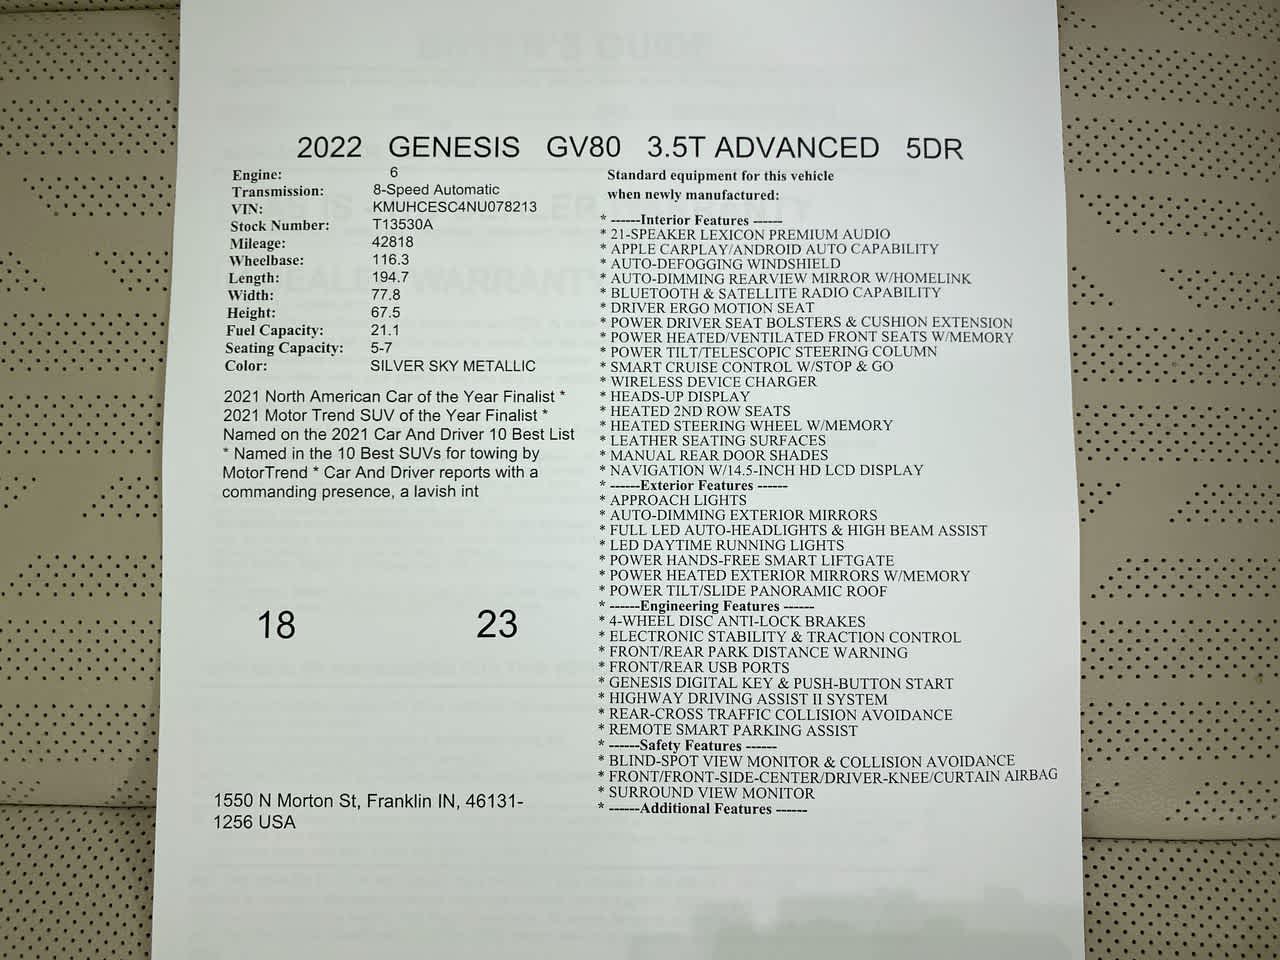 2022 GENESIS GV80 3.5T ADVANCED 5DR
Engine: 6
Transmission: 8-Speed Automatic
VIN: KMUHCESC4NU078213
Stock Number: T13530A
Mileage: 42818
Wheelbase: 116.3
Length: 194.7
Width: 77.8
Height: 67.5
Fuel Capacity: 21.1
Seating Capacity: 5-7
Color: SILVER SKY METALLIC
2021 North American Car of the Year Finalist *
2021 Motor Trend SUV of the Year Finalist *
Named on the 2021 Car And Driver 10 Best List
* Named in the 10 Best SUVs for towing by
MotorTrend * Car And Driver reports with a
commanding presence, a lavish int
18 23
1550 N Morton St, Franklin IN, 46131-
1256 USA
Standard equipment for this vehicle
when newly manufactured:
* ------Interior Features ------
* 21-SPEAKER LEXICON PREMIUM AUDIO
* APPLE CARPLAY/ANDROID AUTO CAPABILITY
* AUTO-DEFOGGING WINDSHIELD
* AUTO-DIMMING REARVIEW MIRROR W/HOMELINK
* BLUETOOTH & SATELLITE RADIO CAPABILITY
* DRIVER ERGO MOTION SEAT
* POWER DRIVER SEAT BOLSTERS & CUSHION EXTENSION
* POWER HEATED/VENTILATED FRONT SEATS W/MEMORY
* POWER TILT/TELESCOPIC STEERING COLUMN
* SMART CRUISE CONTROL W/STOP & GO
* WIRELESS DEVICE CHARGER
* HEADS-UP DISPLAY
* HEATED 2ND ROW SEATS
* HEATED STEERING WHEEL W/MEMORY
* LEATHER SEATING SURFACES
* MANUAL REAR DOOR SHADES
* NAVIGATION W/14.5-INCH HD LCD DISPLAY
* ------Exterior Features ------
* APPROACH LIGHTS
* AUTO-DIMMING EXTERIOR MIRRORS
* FULL LED AUTO-HEADLIGHTS & HIGH BEAM ASSIST
* LED DAYTIME RUNNING LIGHTS
* POWER HANDS-FREE SMART LIFTGATE
* POWER HEATED EXTERIOR MIRRORS W/MEMORY
* POWER TILT/SLIDE PANORAMIC ROOF
* ------Engineering Features ------
* 4-WHEEL DISC ANTI-LOCK BRAKES
* ELECTRONIC STABILITY & TRACTION CONTROL
* FRONT/REAR PARK DISTANCE WARNING
* FRONT/REAR USB PORTS
* GENESIS DIGITAL KEY & PUSH-BUTTON START
* HIGHWAY DRIVING ASSIST II SYSTEM
* REAR-CROSS TRAFFIC COLLISION AVOIDANCE
* REMOTE SMART PARKING ASSIST
* ------Safety Features ------
* BLIND-SPOT VIEW MONITOR & COLLISION AVOIDANCE
* FRONT/FRONT-SIDE-CENTER/DRIVER-KNEE/CURTAIN AIRBAG
* SURROUND VIEW MONITOR
* ------Additional Features ------